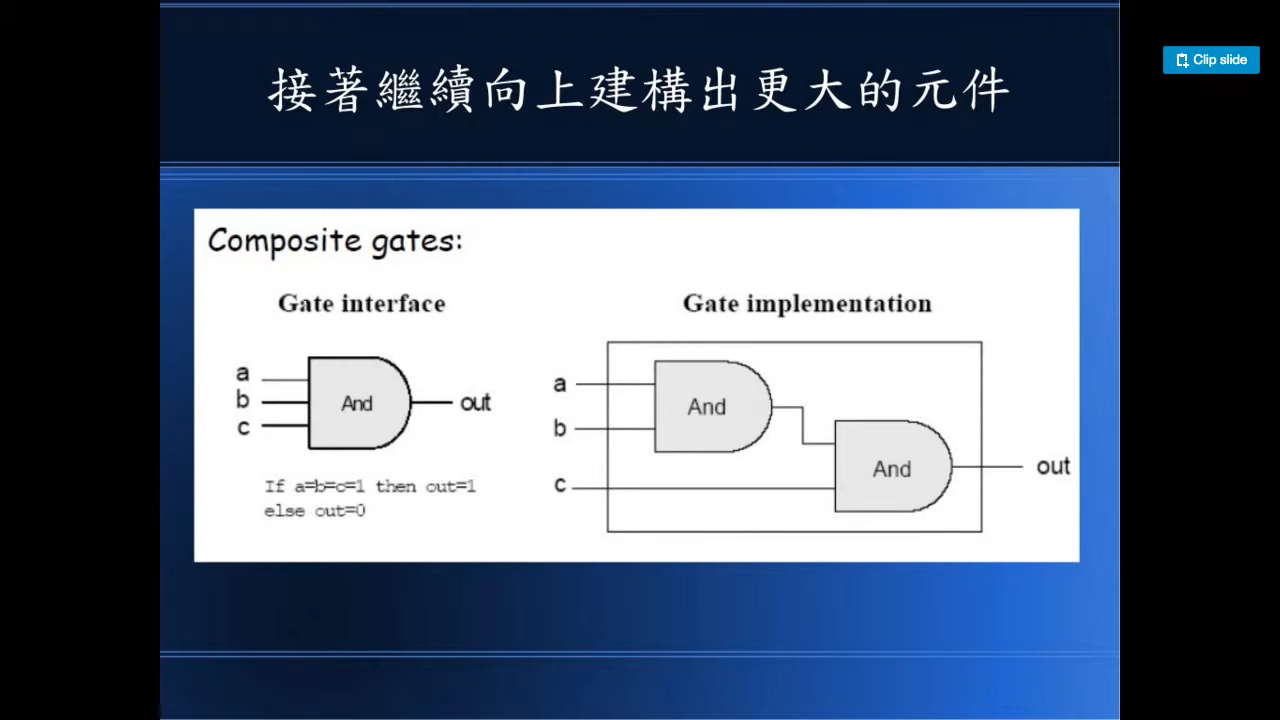 接著繼續向上建構出更大的元件
Clip slide
Composite gates:
Gate interface
a
b
c
And
out
If a=b=c=1 then out=1
else out=0
Gate implementation
a
b
c
And
And
out